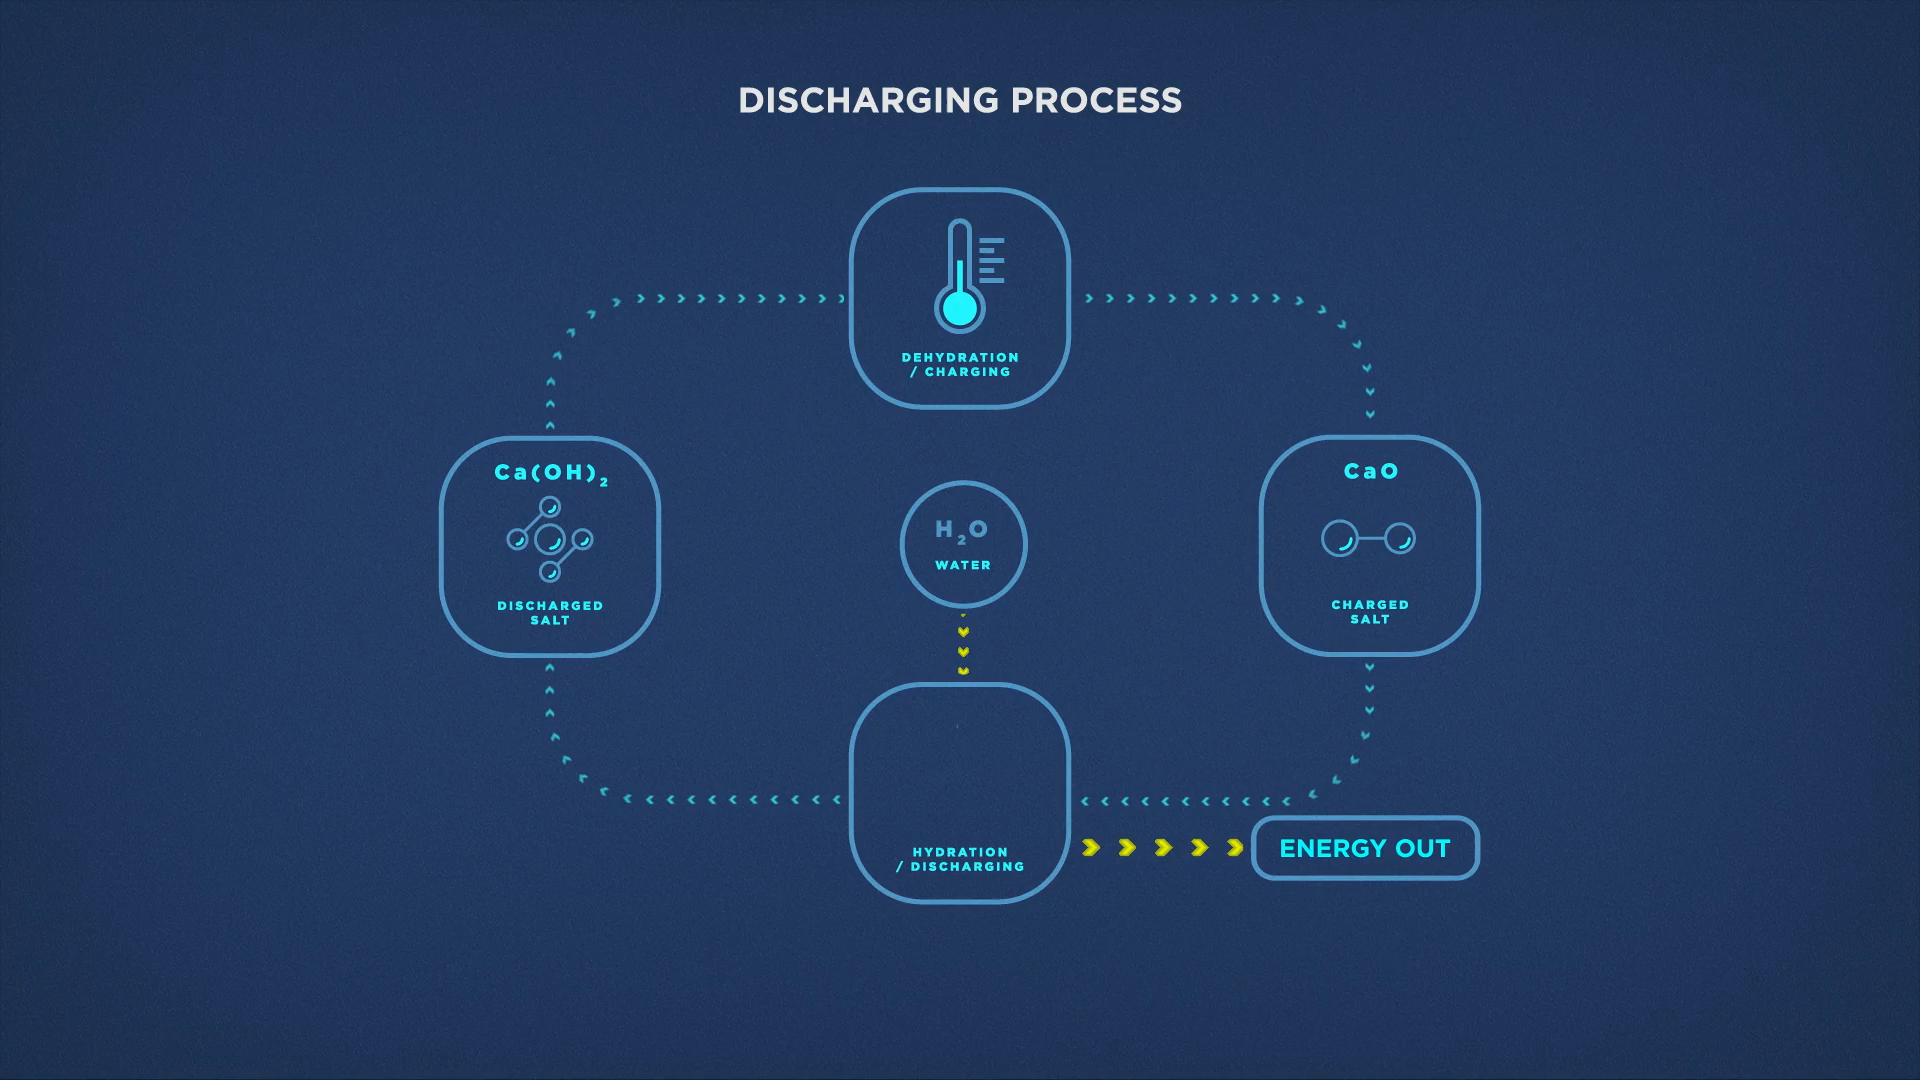 DISCHARGING PROCESS
DEHYDRATION
/ CHARGING
Ca(OH)₂
DISCHARGED
SALT
H₂O
WATER
CaO
CHARGED
SALT
HYDRATION
/ DISCHARGING
ENERGY OUT